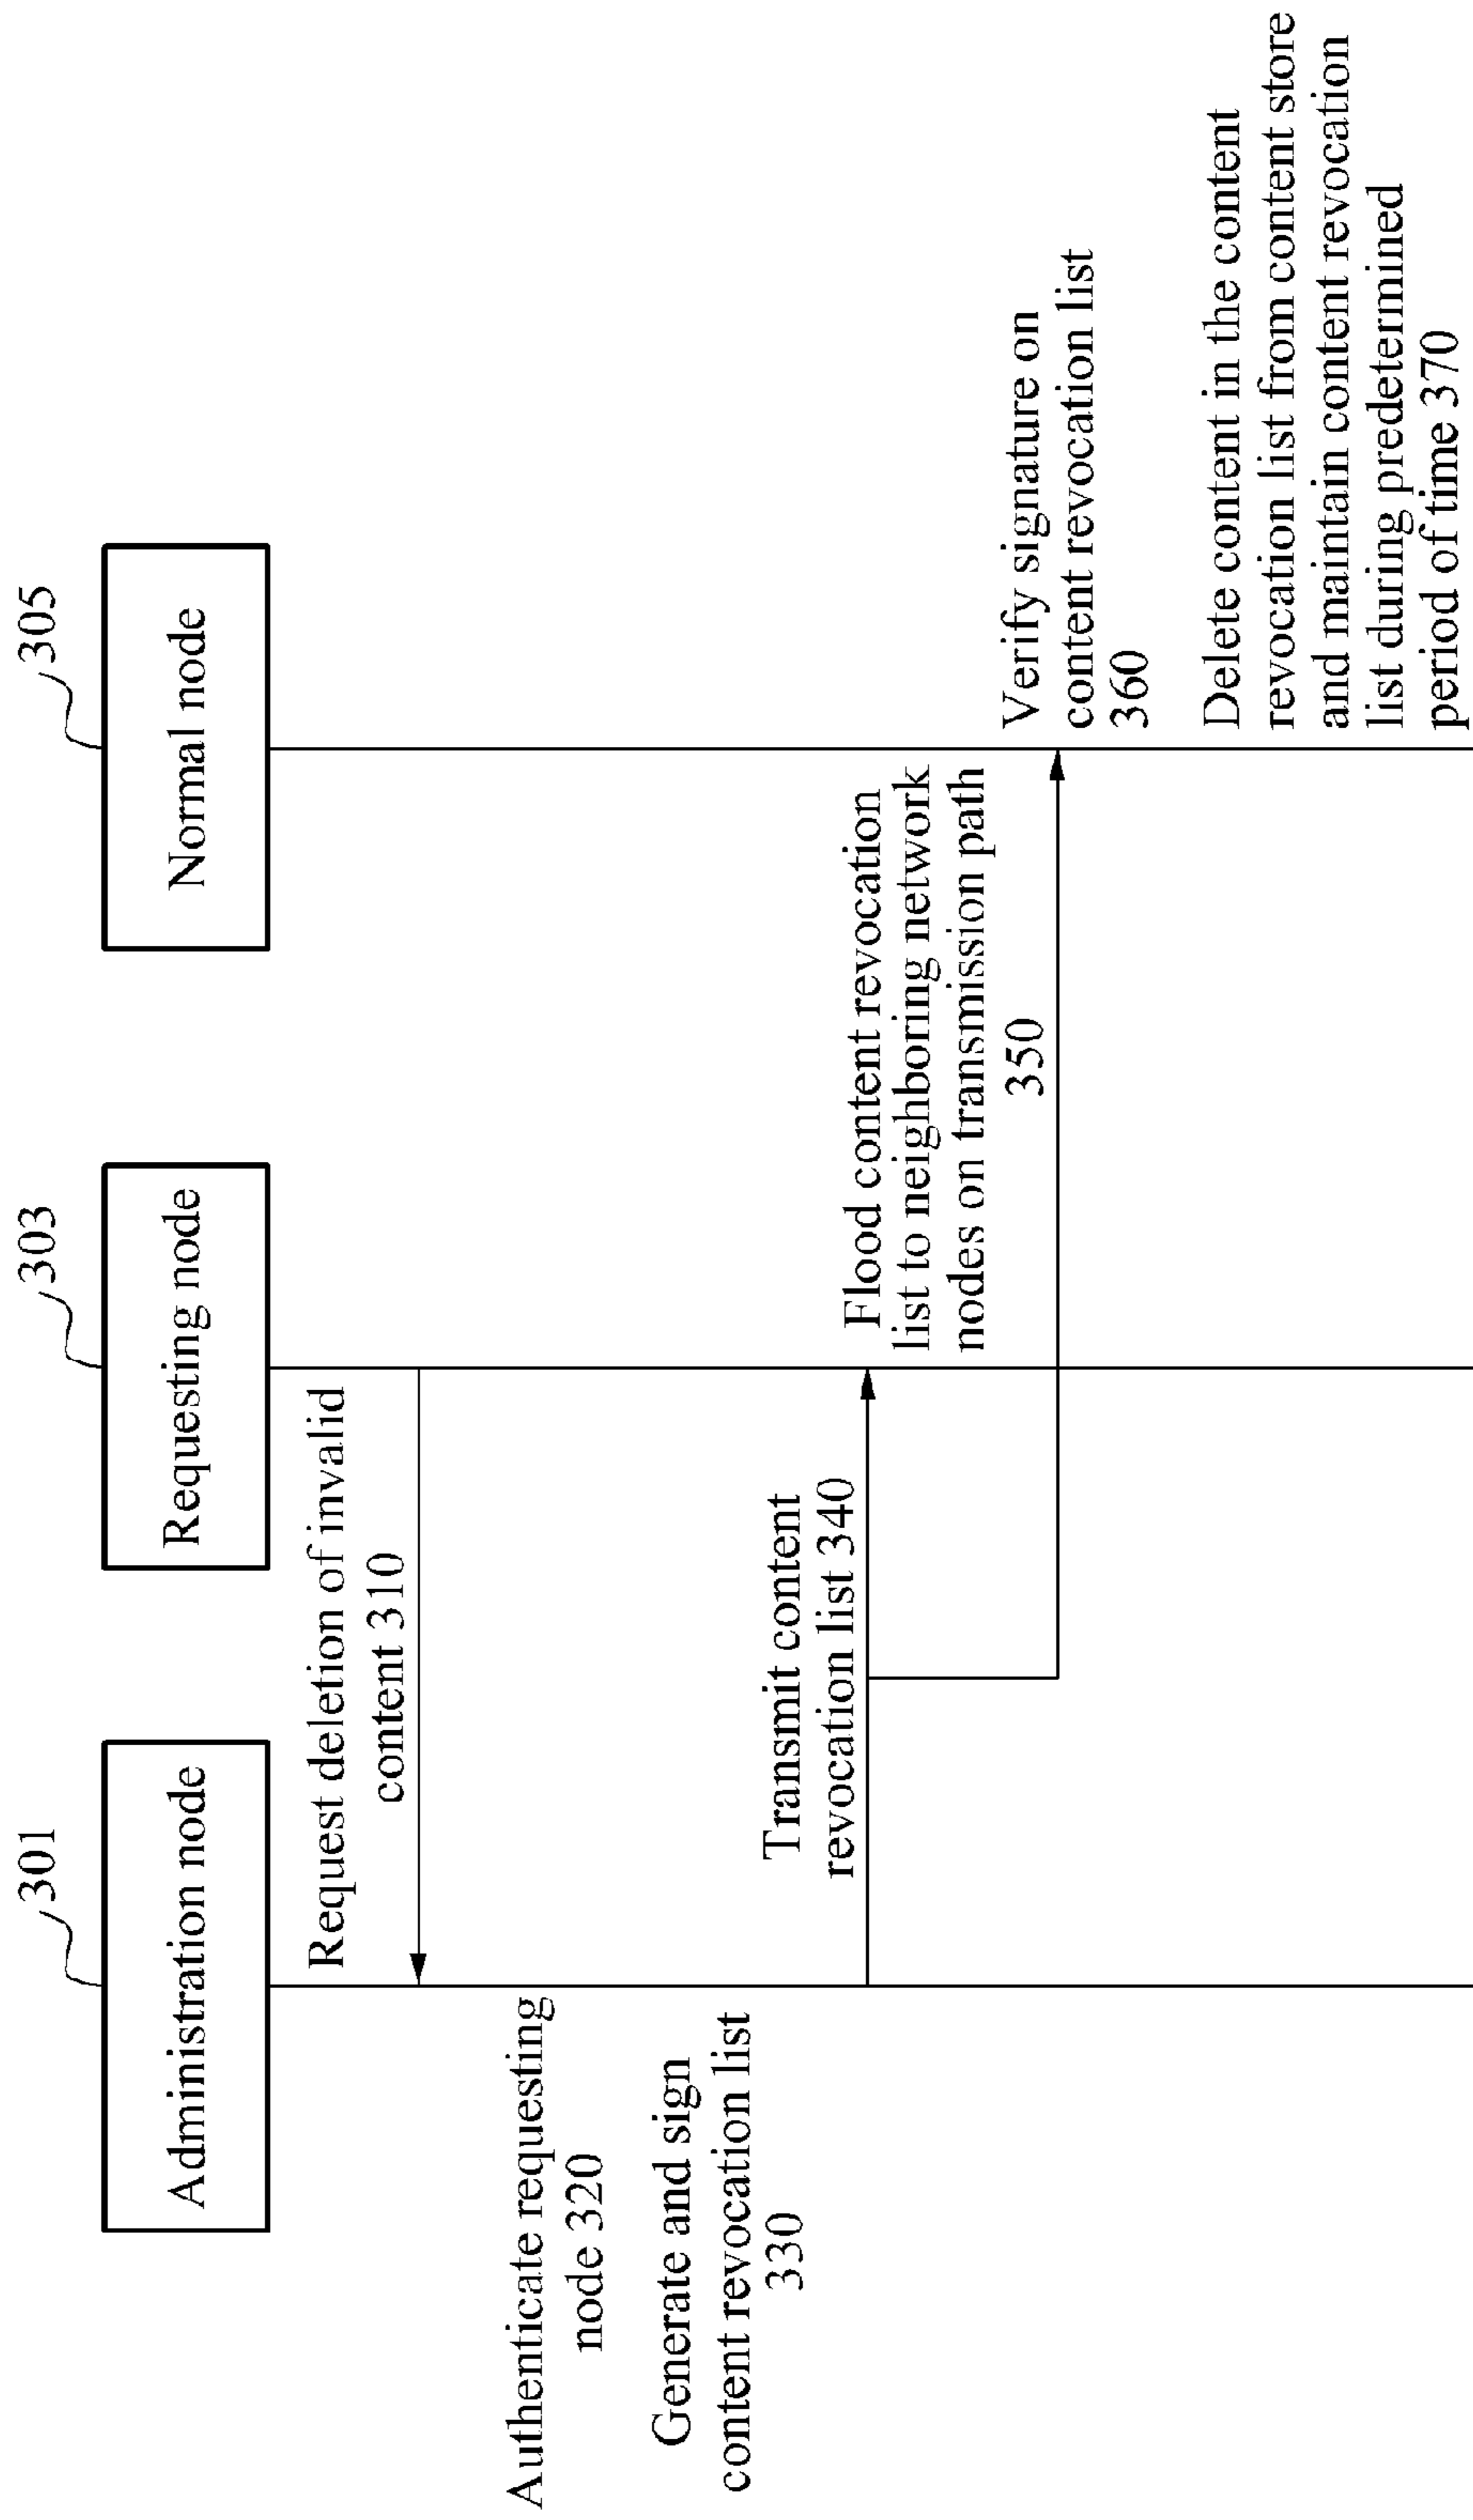 301
303
305
Administration node
Requesting node
Normal node
Request deletion of invalid
content 310
Authenticate requesting
node 320
Generate and sign
content revocation list
330
Transmit content
revocation list 340
Flood content revocation
list to neighboring network
nodes on transmission path
350
Verify signature on
content revocation list
360
Delete content in the content
revocation list from content store
and maintain content revocation
list during predetermined
period of time 370